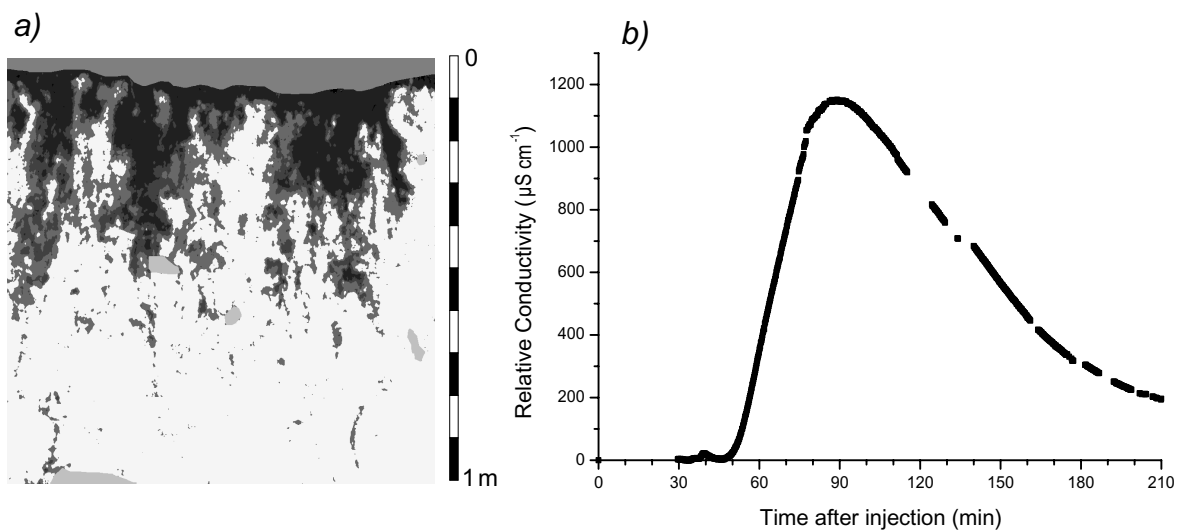 a)
0
1 m
b)
Relative Conductivity (µS cm⁻¹)
1200
1000
800
600
400
200
0
0 30 60 90 120 150 180 210
Time after injection (min)